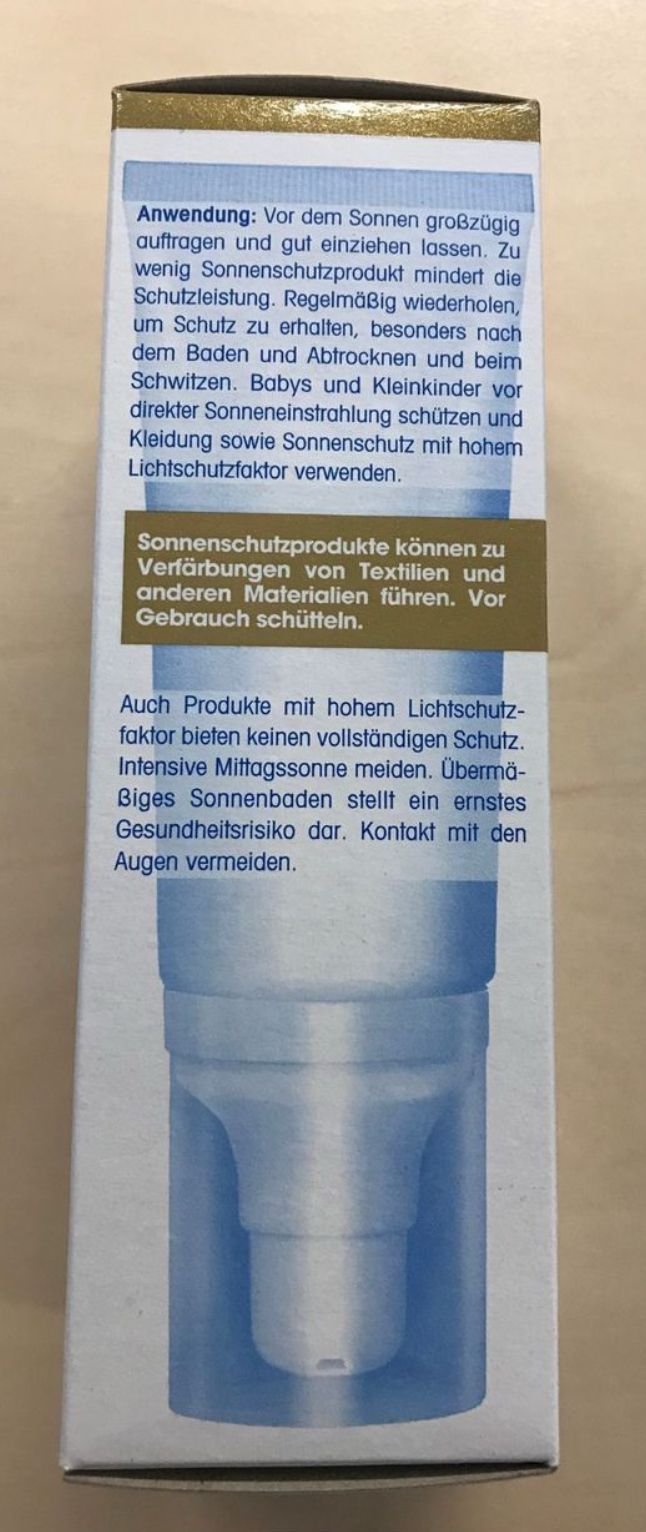 Anwendung: Vor dem Sonnen großzügig
auftragen und gut einziehen lassen. Zu
wenig Sonnenschutzprodukt mindert die
Schutzleistung. Regelmäßig wiederholen,
um Schutz zu erhalten, besonders nach
dem Baden und Abtrocknen und beim
Schwitzen. Babys und Kleinkinder vor
direkter Sonneneinstrahlung schützen und
Kleidung sowie Sonnenschutz mit hohem
Lichtschutzfaktor verwenden.
Sonnenschutzprodukte können zu
Verfärbungen von Textilien und
anderen Materialien führen. Vor
Gebrauch schütteln.
Auch Produkte mit hohem Lichtschutz-
faktor bieten keinen vollständigen Schutz.
Intensive Mittagssonne meiden. Übermä-
ßiges Sonnenbaden stellt ein ernstes
Gesundheitsrisiko dar. Kontakt mit den
Augen vermeiden.